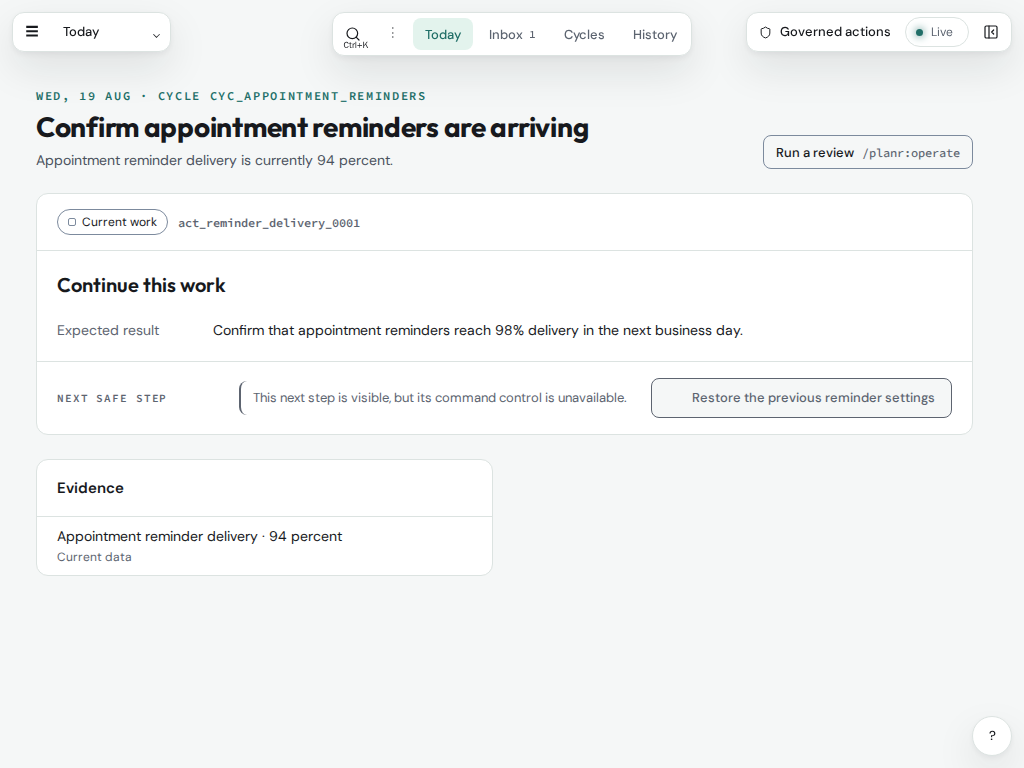 Today
Ctrl+K
Today
Inbox 1
Cycles
History
Governed actions
Live
WED, 19 AUG · CYCLE CYC_APPOINTMENT_REMINDERS
Confirm appointment reminders are arriving
Appointment reminder delivery is currently 94 percent.
Run a review /planr:operate
Current work act_reminder_delivery_0001
Continue this work
Expected result Confirm that appointment reminders reach 98% delivery in the next business day.
NEXT SAFE STEP This next step is visible, but its command control is unavailable. Restore the previous reminder settings
Evidence
Appointment reminder delivery · 94 percent
Current data
?